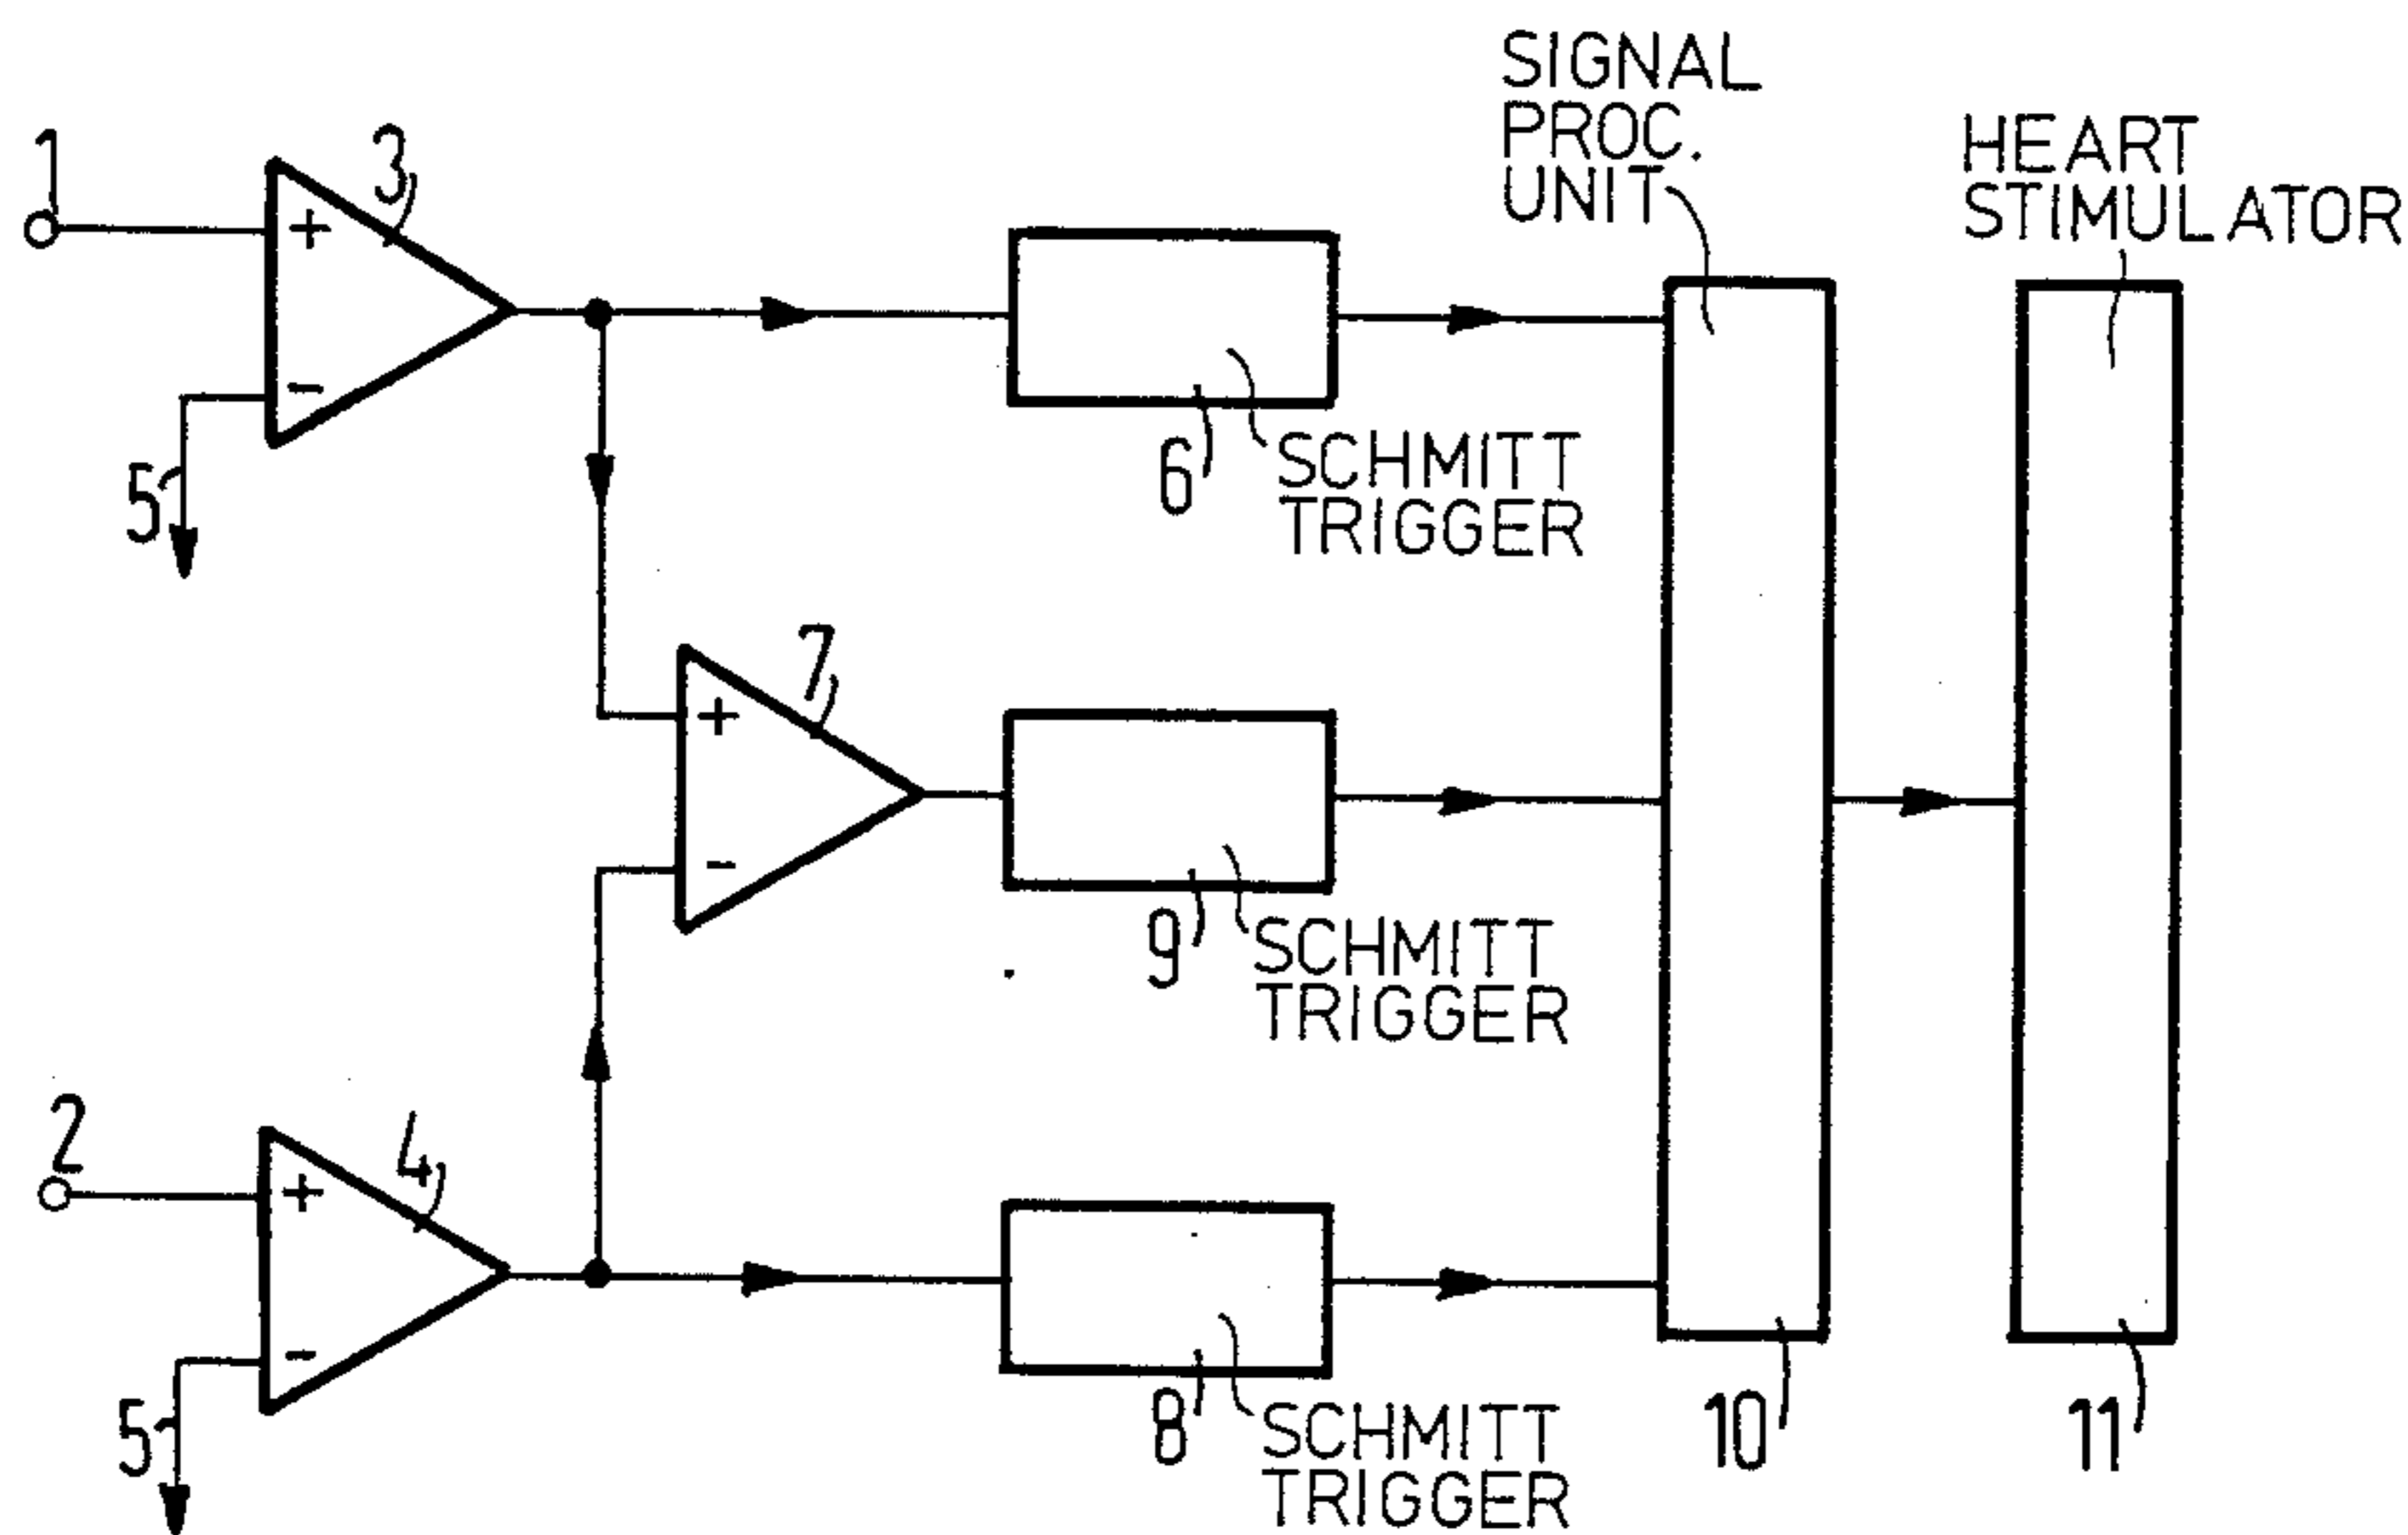 SIGNAL
PROC.
UNIT
HEART
STIMULATOR
1
3
+
-
5
6
SCHMITT
TRIGGER
7
+
-
9
SCHMITT
TRIGGER
2
4
+
-
5
8
SCHMITT
TRIGGER
10
11